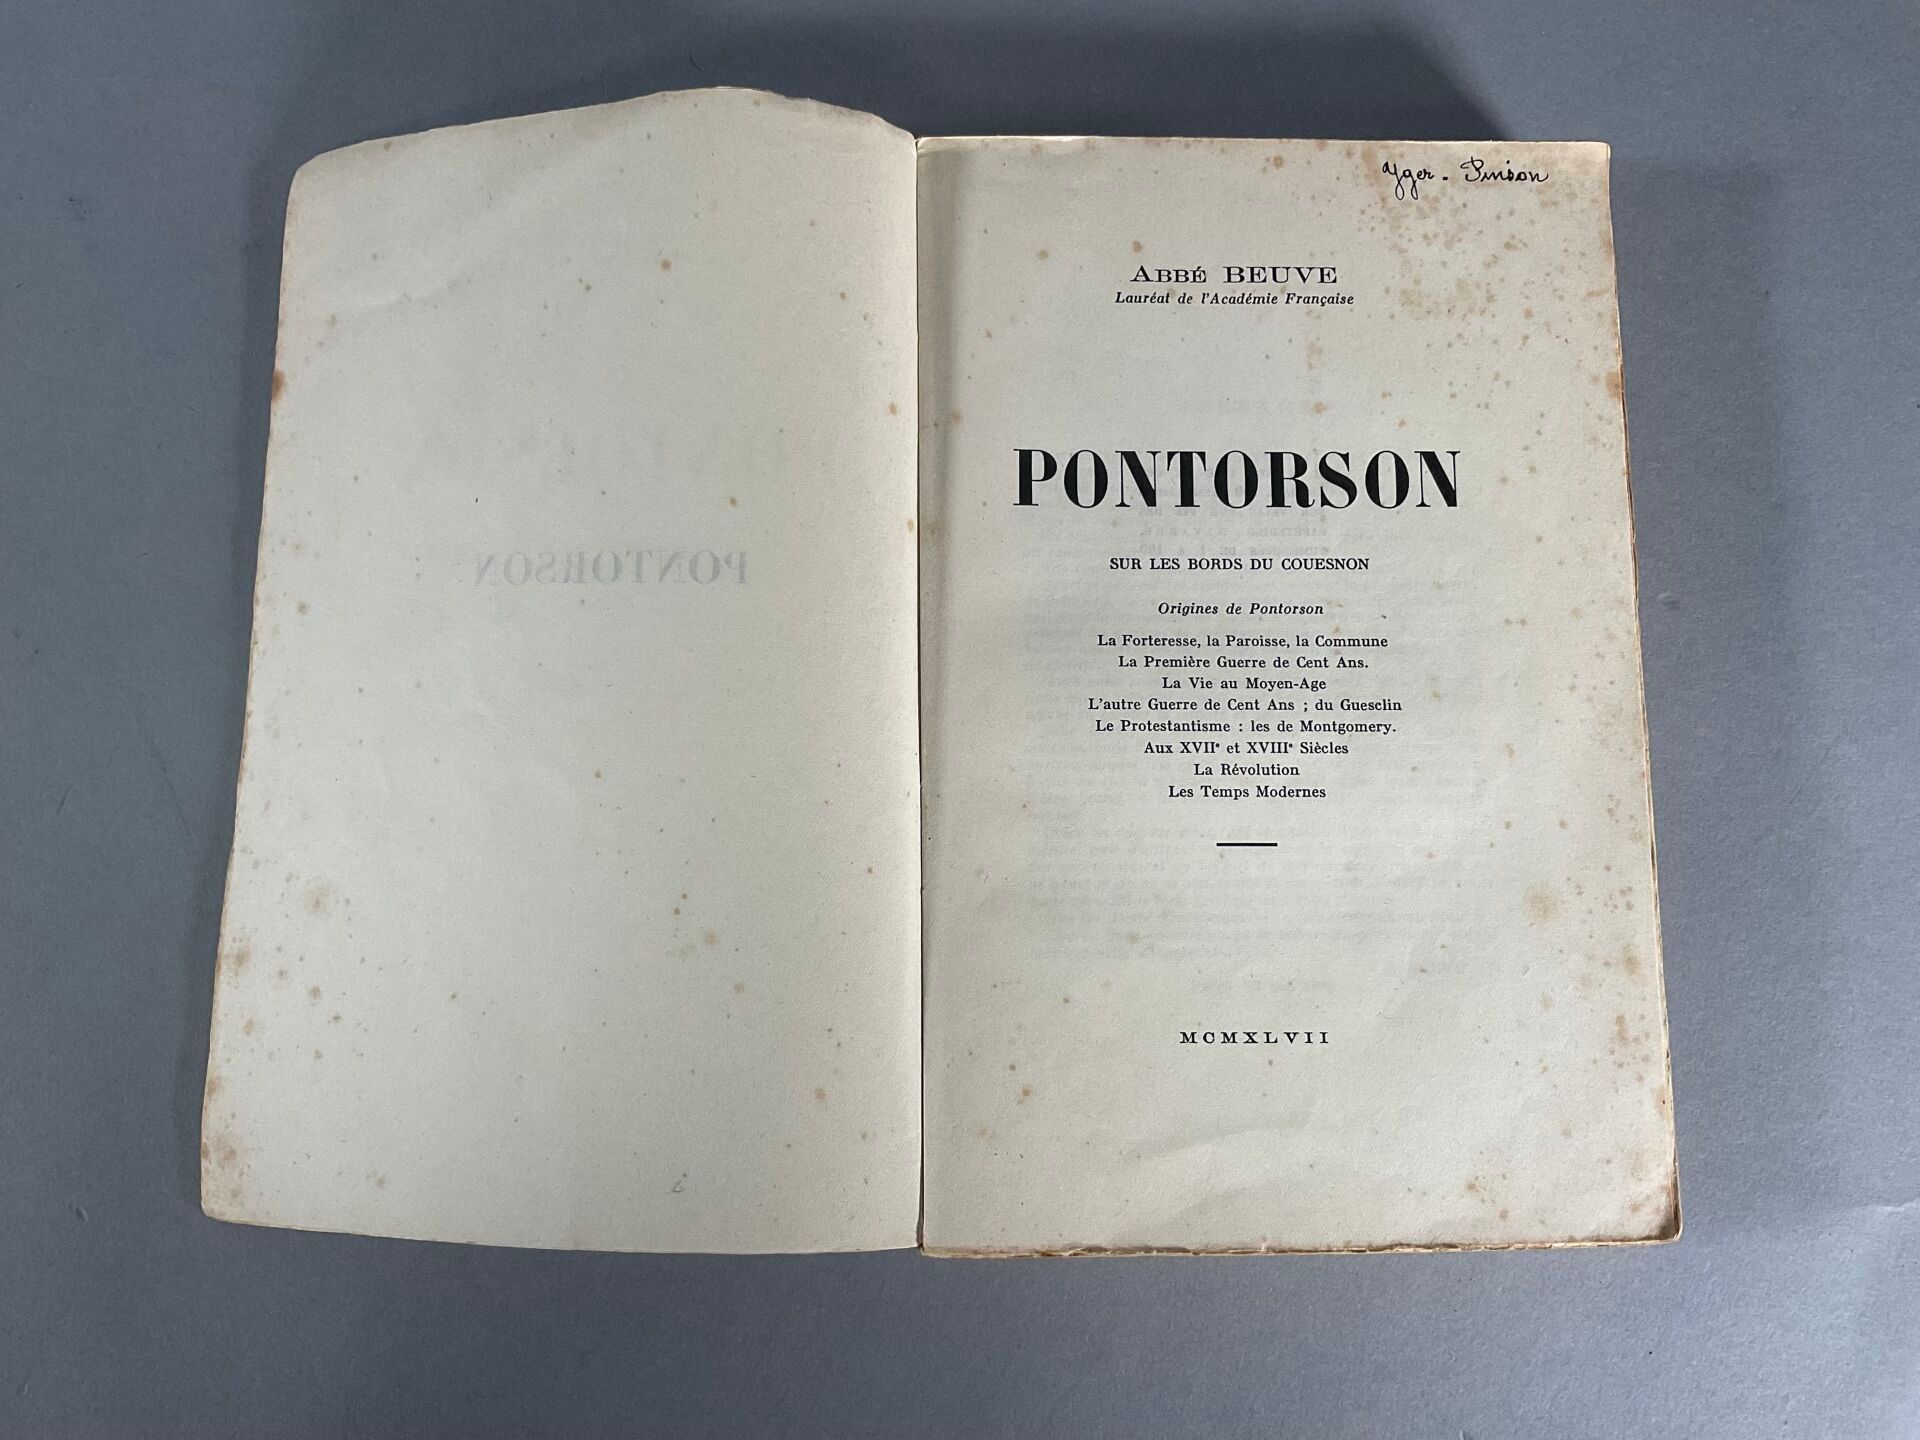 PONTORSON
Yger - Pinson
ABBÉ BEUVE
Lauréat de l'Académie Française
PONTORSON
SUR LES BORDS DU COUESNON
Origines de Pontorson
La Forteresse, la Paroisse, la Commune
La Première Guerre de Cent Ans.
La Vie au Moyen-Age
L'autre Guerre de Cent Ans ; du Guesclin
Le Protestantisme : les de Montgomery.
Aux XVIIe et XVIIIe Siècles
La Révolution
Les Temps Modernes
MCMXLVII